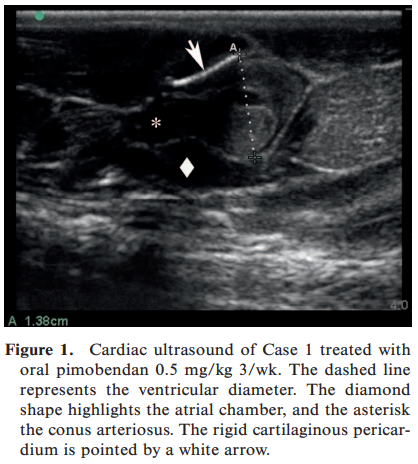 A
*
4.0
A 1.38cm
Figure 1. Cardiac ultrasound of Case 1 treated with
oral pimobendan 0.5 mg/kg 3/wk. The dashed line
represents the ventricular diameter. The diamond
shape highlights the atrial chamber, and the asterisk
the conus arteriosus. The rigid cartilaginous pericar-
dium is pointed by a white arrow.